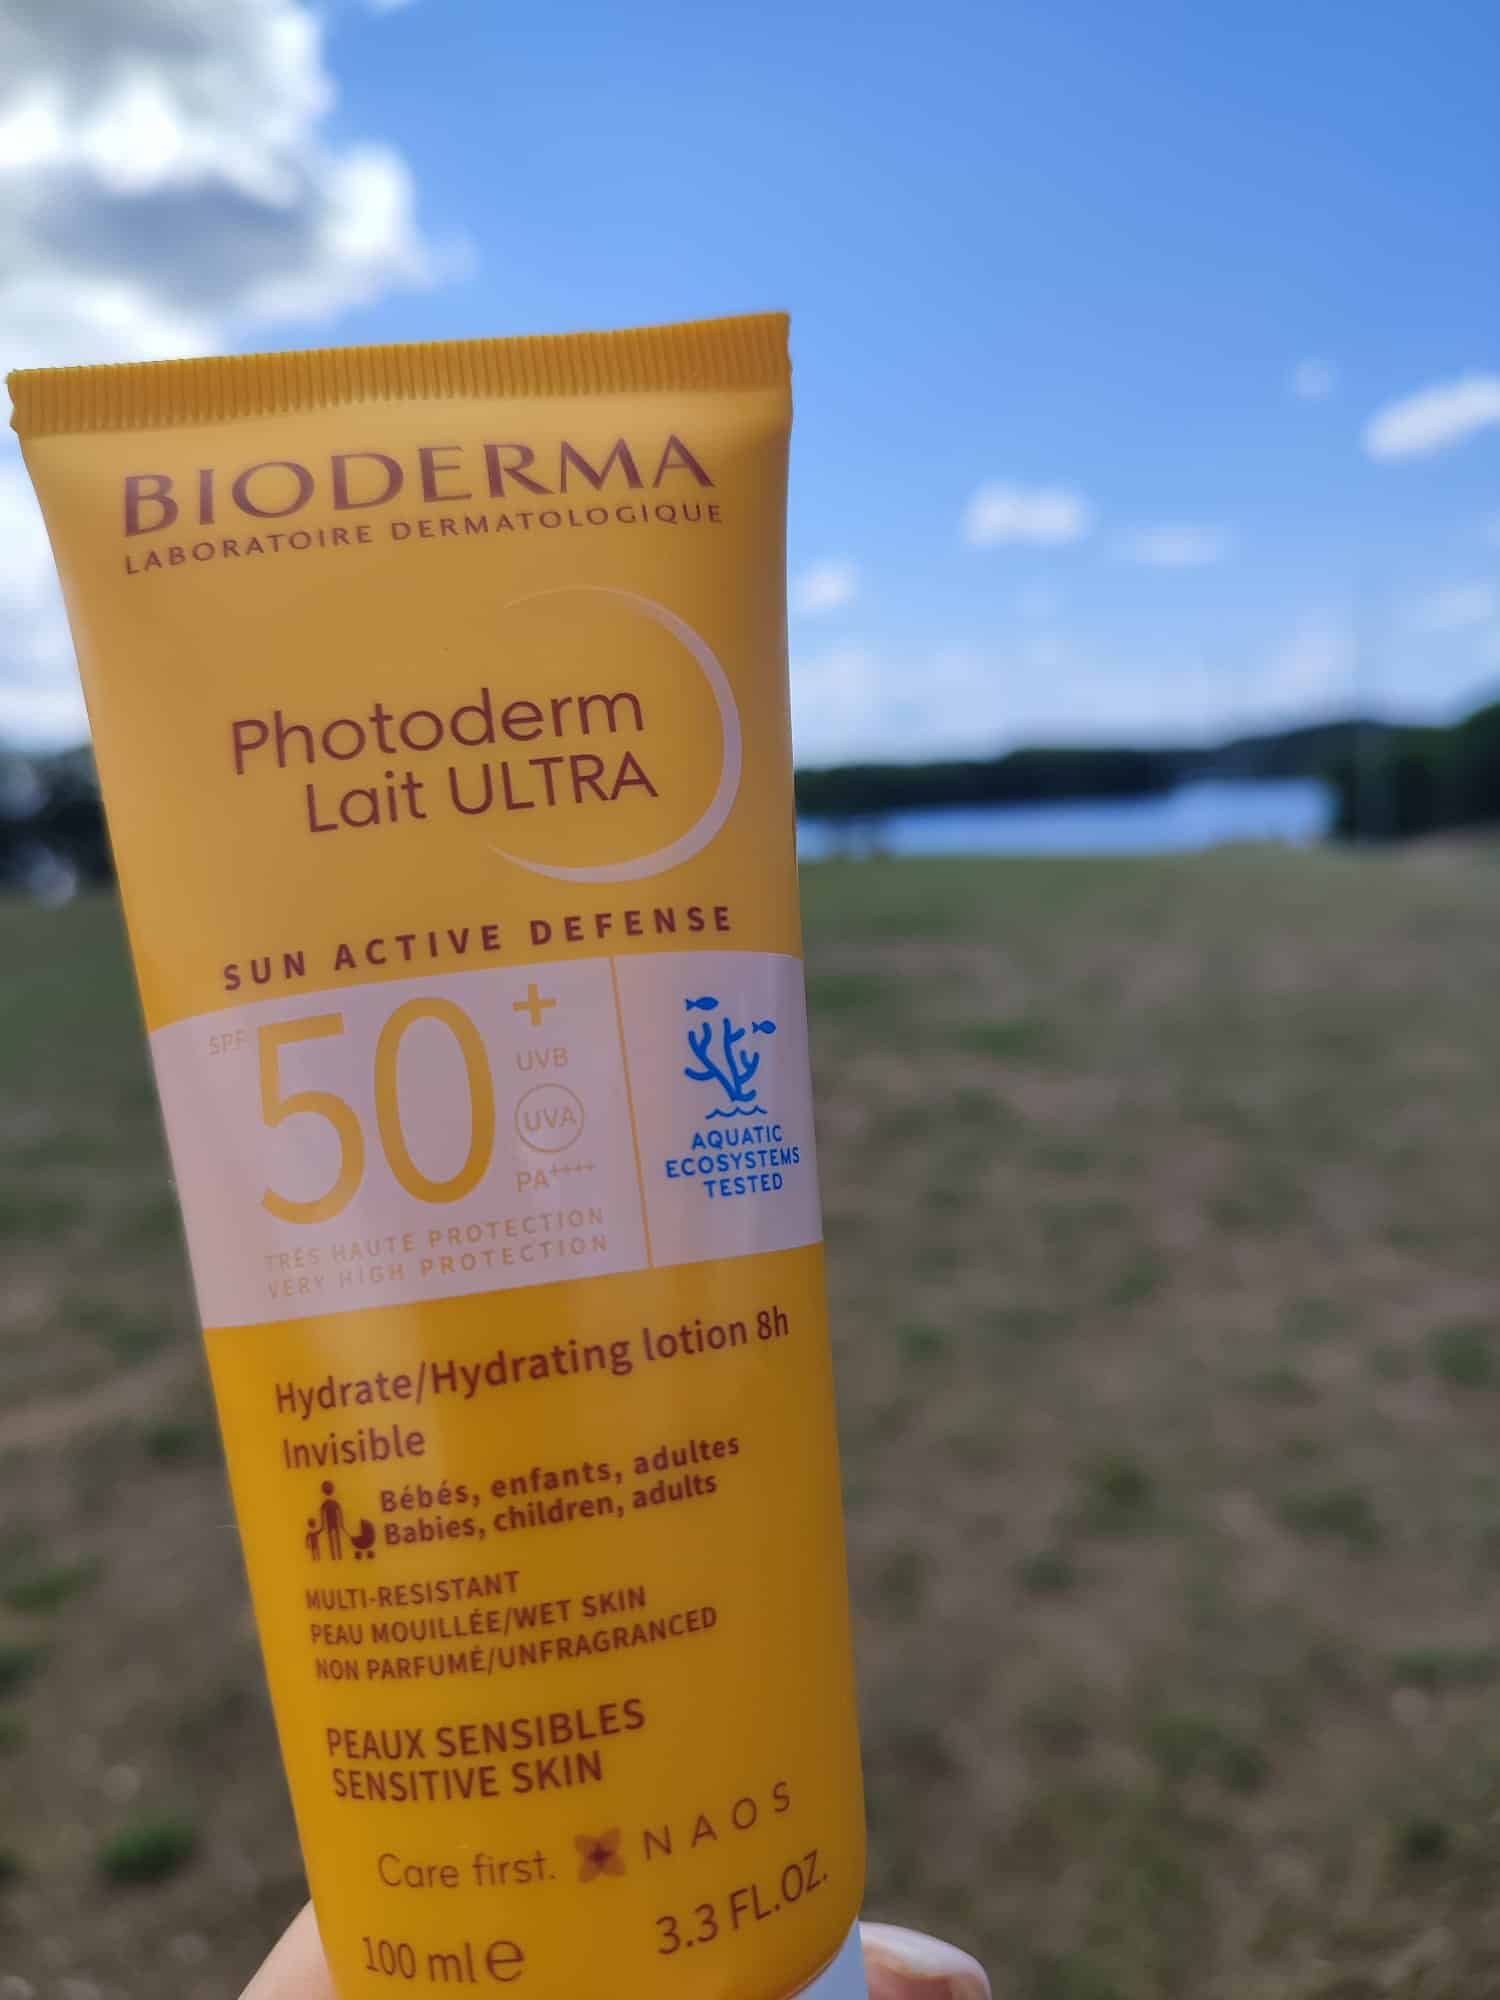 BIODERMA
LABORATOIRE DERMATOLOGIQUE
Photoderm
Lait ULTRA
SUN ACTIVE DEFENSE
SPF 50+
UVB
UVA
PA++++
TRÈS HAUTE PROTECTION
VERY HIGH PROTECTION
AQUATIC
ECOSYSTEMS
TESTED
Hydrate/Hydrating lotion 8h
Invisible
Bébés, enfants, adultes
Babies, children, adults
MULTI-RESISTANT
PEAU MOUILLÉE/WET SKIN
NON PARFUMÉ/UNFRAGRANCED
PEAUX SENSIBLES
SENSITIVE SKIN
Care first. NAOS
100 ml e 3.3 FL.OZ.